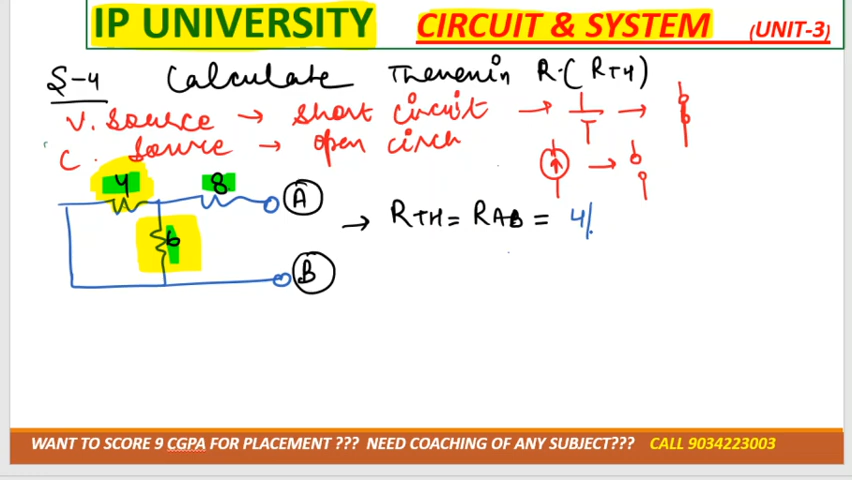 IP UNIVERSITY CIRCUIT & SYSTEM (UNIT-3)
S-4 Calculate Thevenin R.(RTH)
V. Source → short circuit → →
C. Source → open circu →
4 8 A
6 → RTH = RAB = 4/
B
WANT TO SCORE 9 CGPA FOR PLACEMENT ??? NEED COACHING OF ANY SUBJECT??? CALL 9034223003